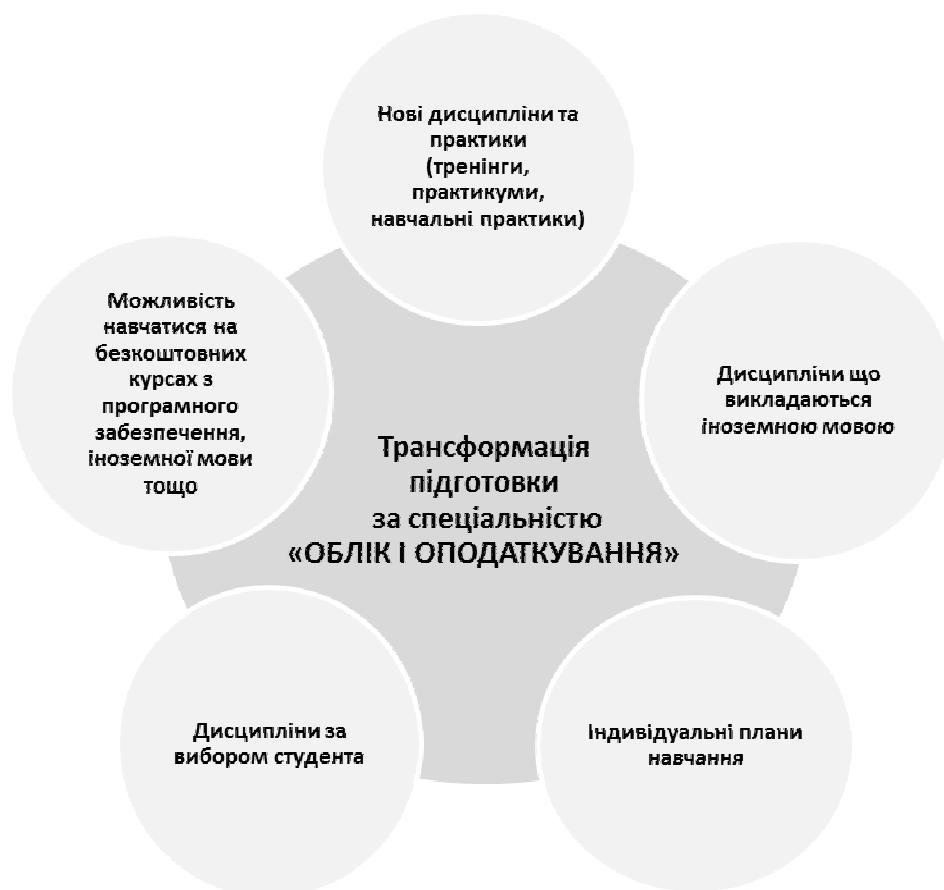 Нові дисципліни та
практики
(тренінги,
практикуми,
навчальні практики)
Можливість
навчатися на
безкоштовних
курсах з
програмного
забезпечення,
іноземної мови
тощо
Дисципліни що
викладаються
іноземною мовою
Трансформація
підготовки
за спеціальністю
«ОБЛІК І ОПОДАТКУВАННЯ»
Дисципліни за
вибором студента
Індивідуальні плани
навчання